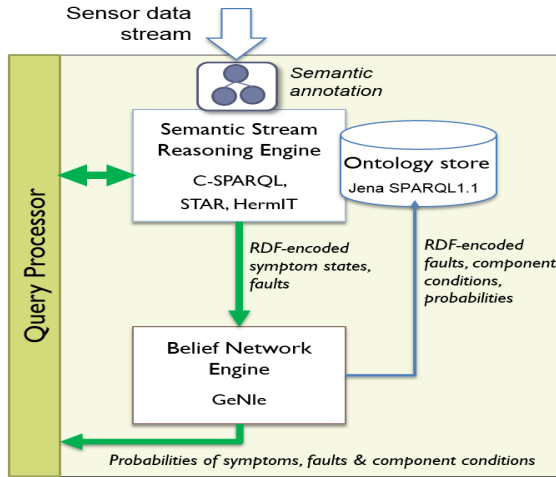 Sensor data
stream
Semantic
annotation
Semantic Stream
Reasoning Engine
C-SPARQL,
STAR, HermIT
Ontology store
Jena SPARQL1.1
Query Processor
RDF-encoded
symptom states,
faults
RDF-encoded
faults, component
conditions,
probabilities
Belief Network
Engine
GeNIe
Probabilities of symptoms, faults & component conditions